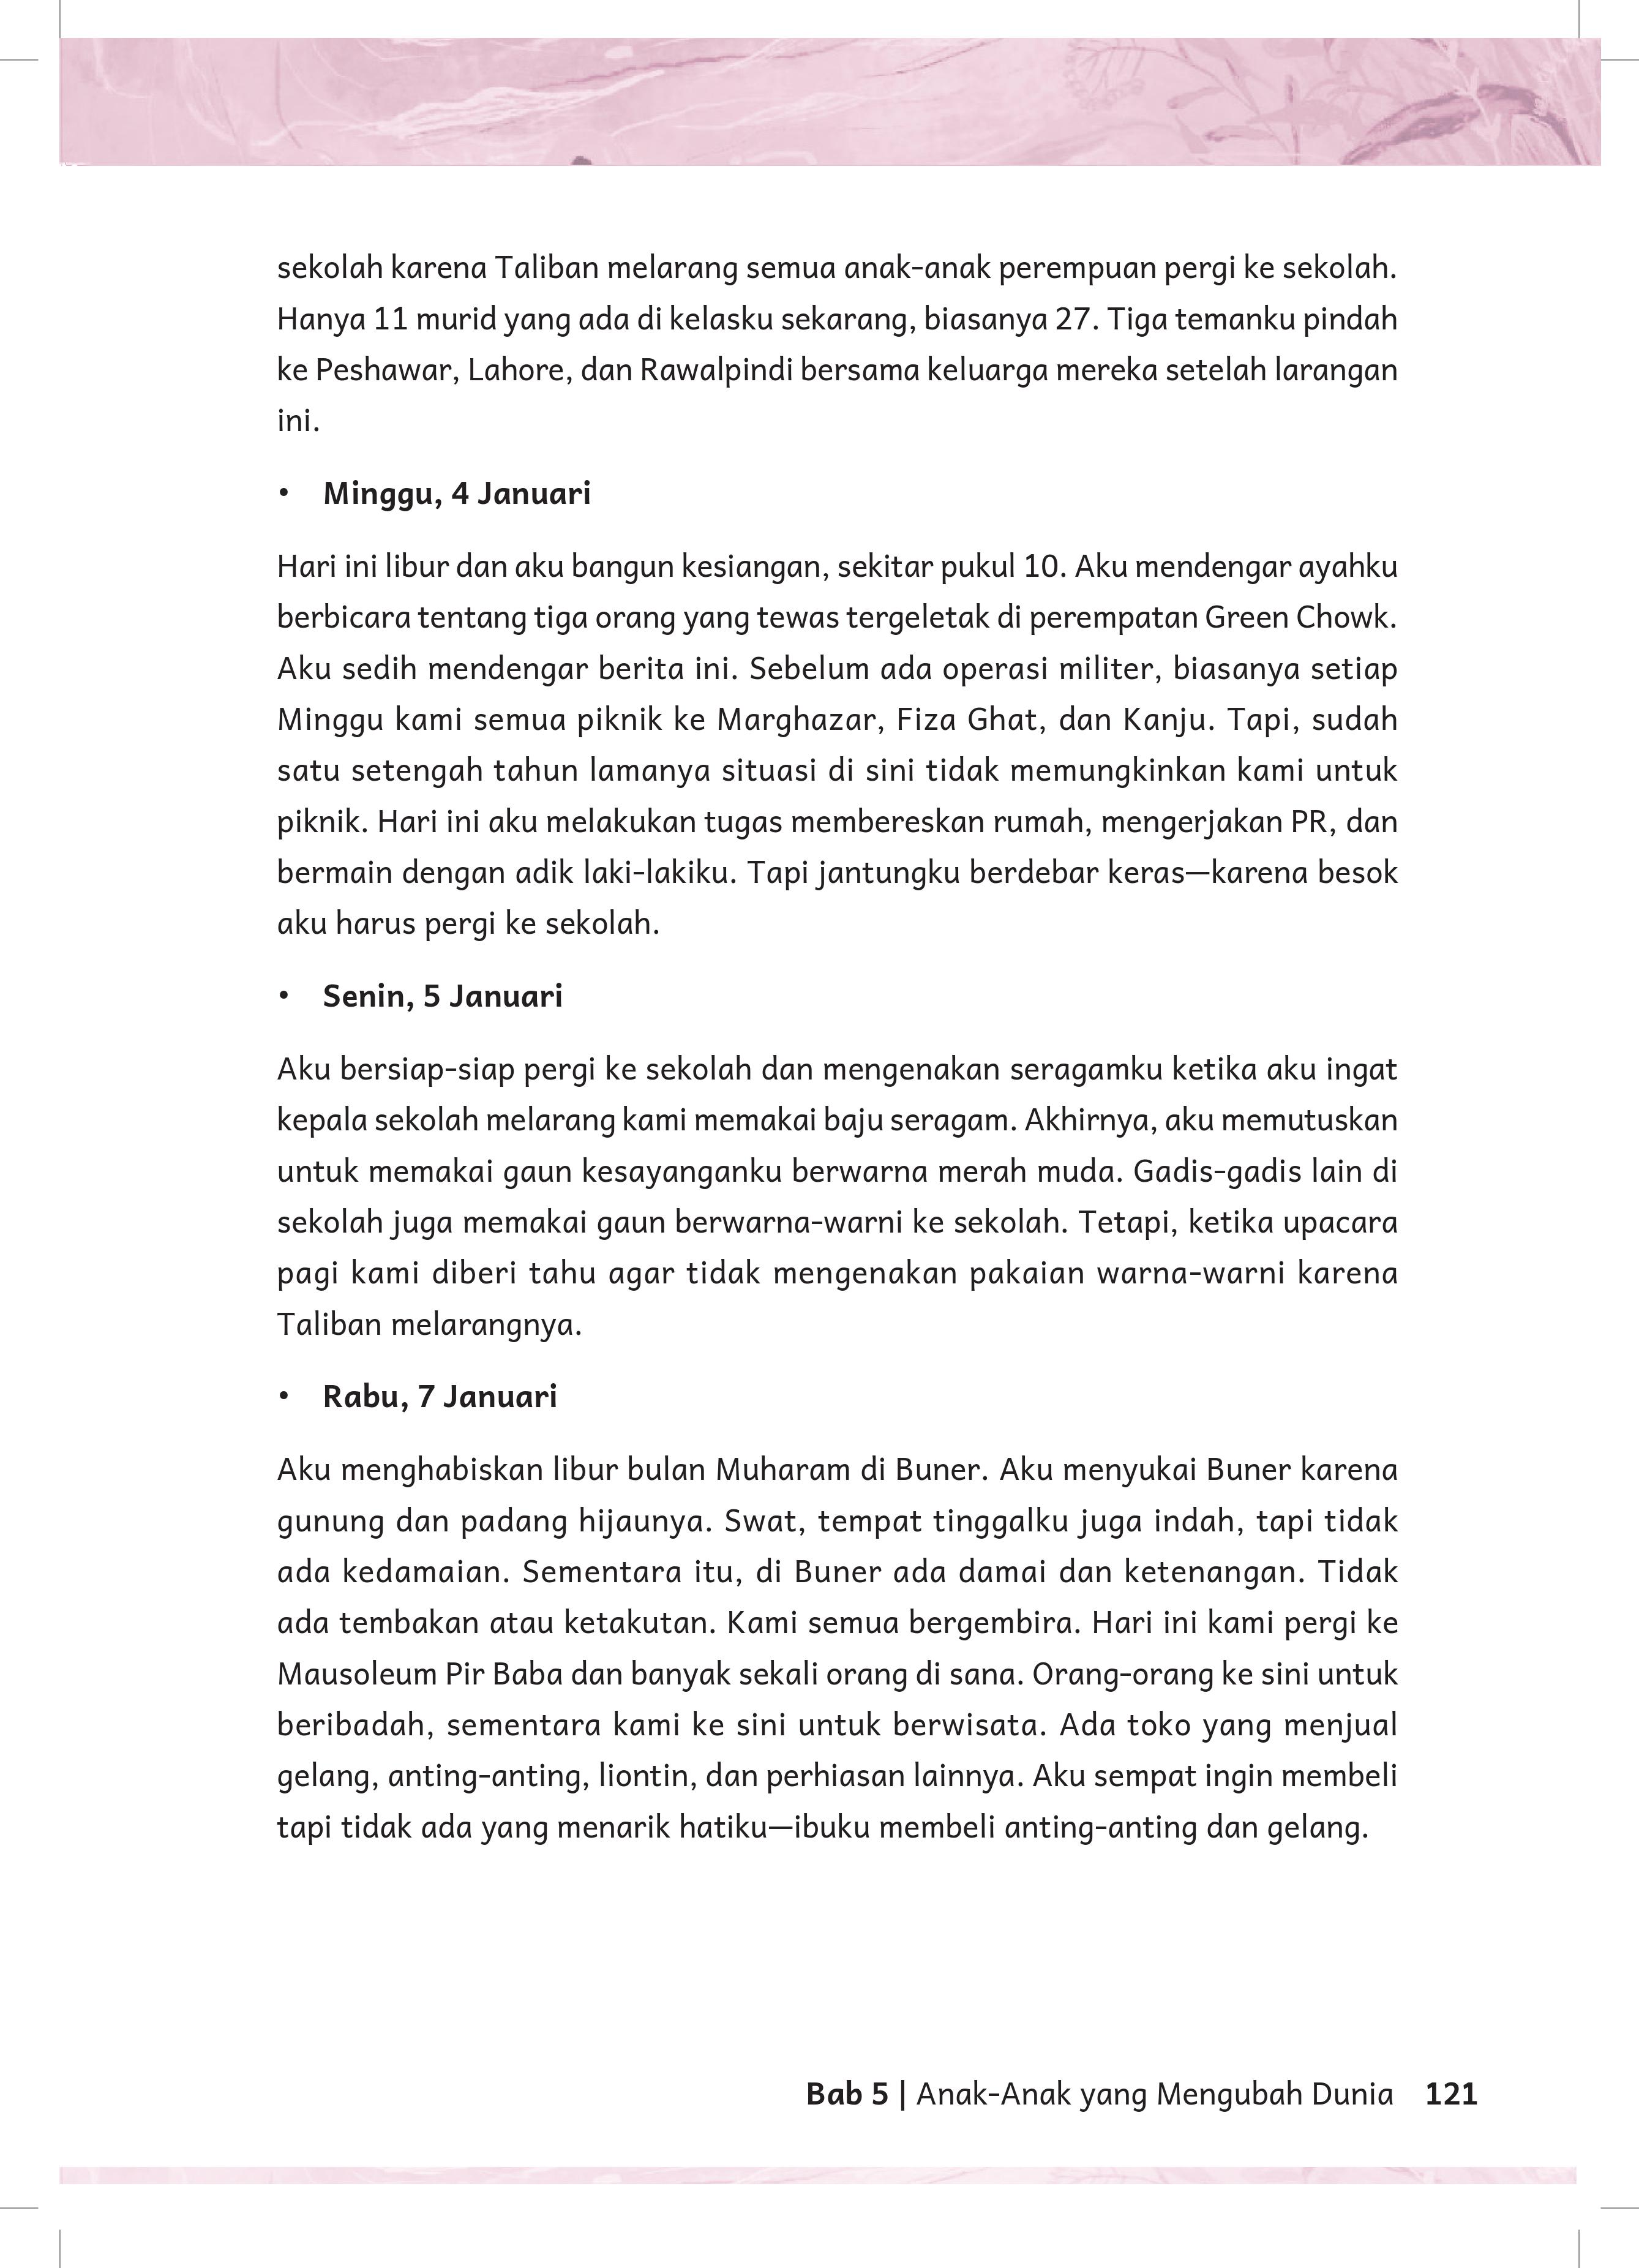 sekolah karena Taliban melarang semua anak-anak perempuan pergi ke sekolah.
Hanya 11 murid yang ada di kelasku sekarang, biasanya 27. Tiga temanku pindah
ke Peshawar, Lahore, dan Rawalpindi bersama keluarga mereka setelah larangan
ini.
• Minggu, 4 Januari
Hari ini libur dan aku bangun kesiangan, sekitar pukul 10. Aku mendengar ayahku
berbicara tentang tiga orang yang tewas tergeletak di perempatan Green Chowk.
Aku sedih mendengar berita ini. Sebelum ada operasi militer, biasanya setiap
Minggu kami semua piknik ke Marghazar, Fiza Ghat, dan Kanju. Tapi, sudah
satu setengah tahun lamanya situasi di sini tidak memungkinkan kami untuk
piknik. Hari ini aku melakukan tugas membereskan rumah, mengerjakan PR, dan
bermain dengan adik laki-lakiku. Tapi jantungku berdebar keras—karena besok
aku harus pergi ke sekolah.
• Senin, 5 Januari
Aku bersiap-siap pergi ke sekolah dan mengenakan seragamku ketika aku ingat
kepala sekolah melarang kami memakai baju seragam. Akhirnya, aku memutuskan
untuk memakai gaun kesayanganku berwarna merah muda. Gadis-gadis lain di
sekolah juga memakai gaun berwarna-warni ke sekolah. Tetapi, ketika upacara
pagi kami diberi tahu agar tidak mengenakan pakaian warna-warni karena
Taliban melarangnya.
• Rabu, 7 Januari
Aku menghabiskan libur bulan Muharam di Buner. Aku menyukai Buner karena
gunung dan padang hijaunya. Swat, tempat tinggalku juga indah, tapi tidak
ada kedamaian. Sementara itu, di Buner ada damai dan ketenangan. Tidak
ada tembakan atau ketakutan. Kami semua bergembira. Hari ini kami pergi ke
Mausoleum Pir Baba dan banyak sekali orang di sana. Orang-orang ke sini untuk
beribadah, sementara kami ke sini untuk berwisata. Ada toko yang menjual
gelang, anting-anting, liontin, dan perhiasan lainnya. Aku sempat ingin membeli
tapi tidak ada yang menarik hatiku—ibuku membeli anting-anting dan gelang.
Bab 5 | Anak-Anak yang Mengubah Dunia 121